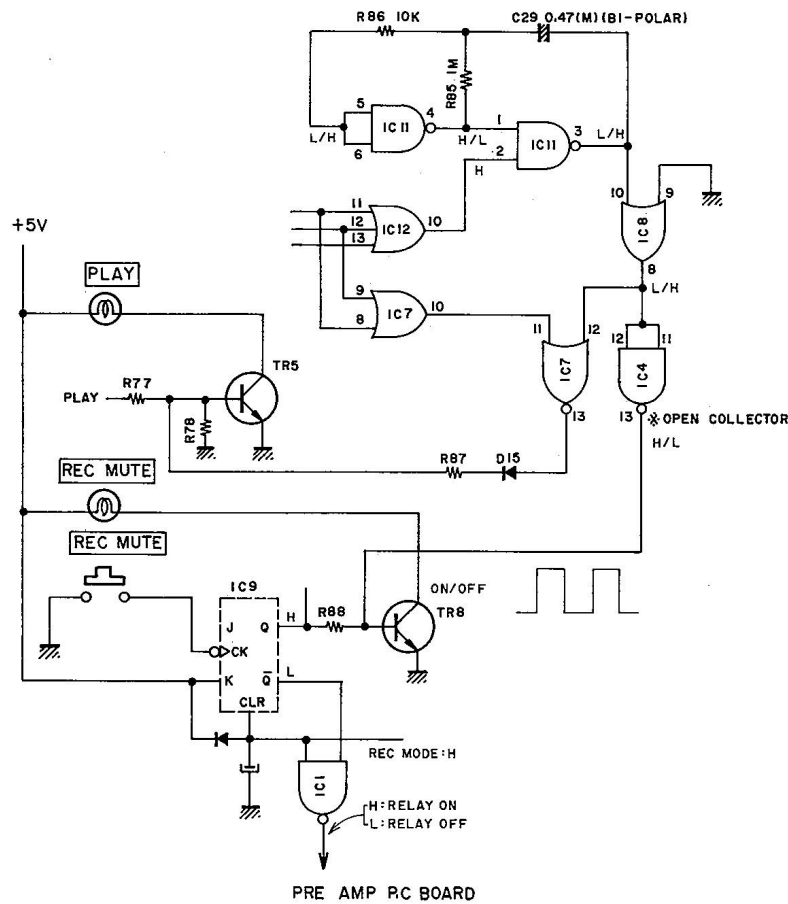 R86 10K
C29 0.47(M)(BI-POLAR)
R85 1M
5
6
L/H
IC11
4
H/L
1
2
H
IC11
3
L/H
10
9
IC8
8
L/H
11
12
13
IC12
10
9
8
IC7
10
11
12
IC7
13
12
11
IC4
13
※ OPEN COLLECTOR
H/L
+5V
PLAY
TR5
PLAY
R77
R78
R87
D15
REC MUTE
REC MUTE
IC9
J
Q
H
R88
ON/OFF
TR8
CK
K
Q̅
L
CLR
REC MODE:H
IC1
H:RELAY ON
L:RELAY OFF
PRE AMP P.C BOARD